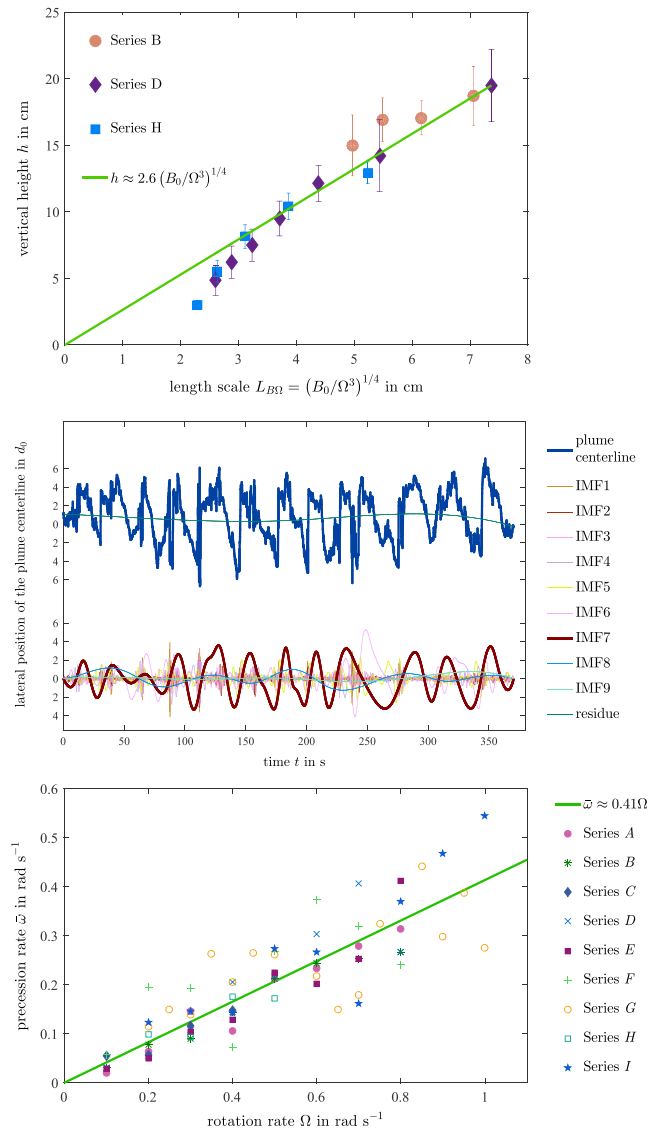 25
20
15
10
5
0
vertical height h in cm
Series B
Series D
Series H
h ≈ 2.6 (B₀/Ω³)^{1/4}
0 1 2 3 4 5 6 7 8
length scale L_{BΩ} = (B₀/Ω³)^{1/4} in cm
lateral position of the plume centerline in d₀
6
4
2
0
2
4
6
6
4
2
0
2
4
0 50 100 150 200 250 300 350
time t in s
plume
centerline
IMF1
IMF2
IMF3
IMF4
IMF5
IMF6
IMF7
IMF8
IMF9
residue
0.6
0.5
0.4
0.3
0.2
0.1
0
precession rate ω̄ in rad s⁻¹
0 0.2 0.4 0.6 0.8 1
rotation rate Ω in rad s⁻¹
ω̄ ≈ 0.41Ω
Series A
Series B
Series C
Series D
Series E
Series F
Series G
Series H
Series I